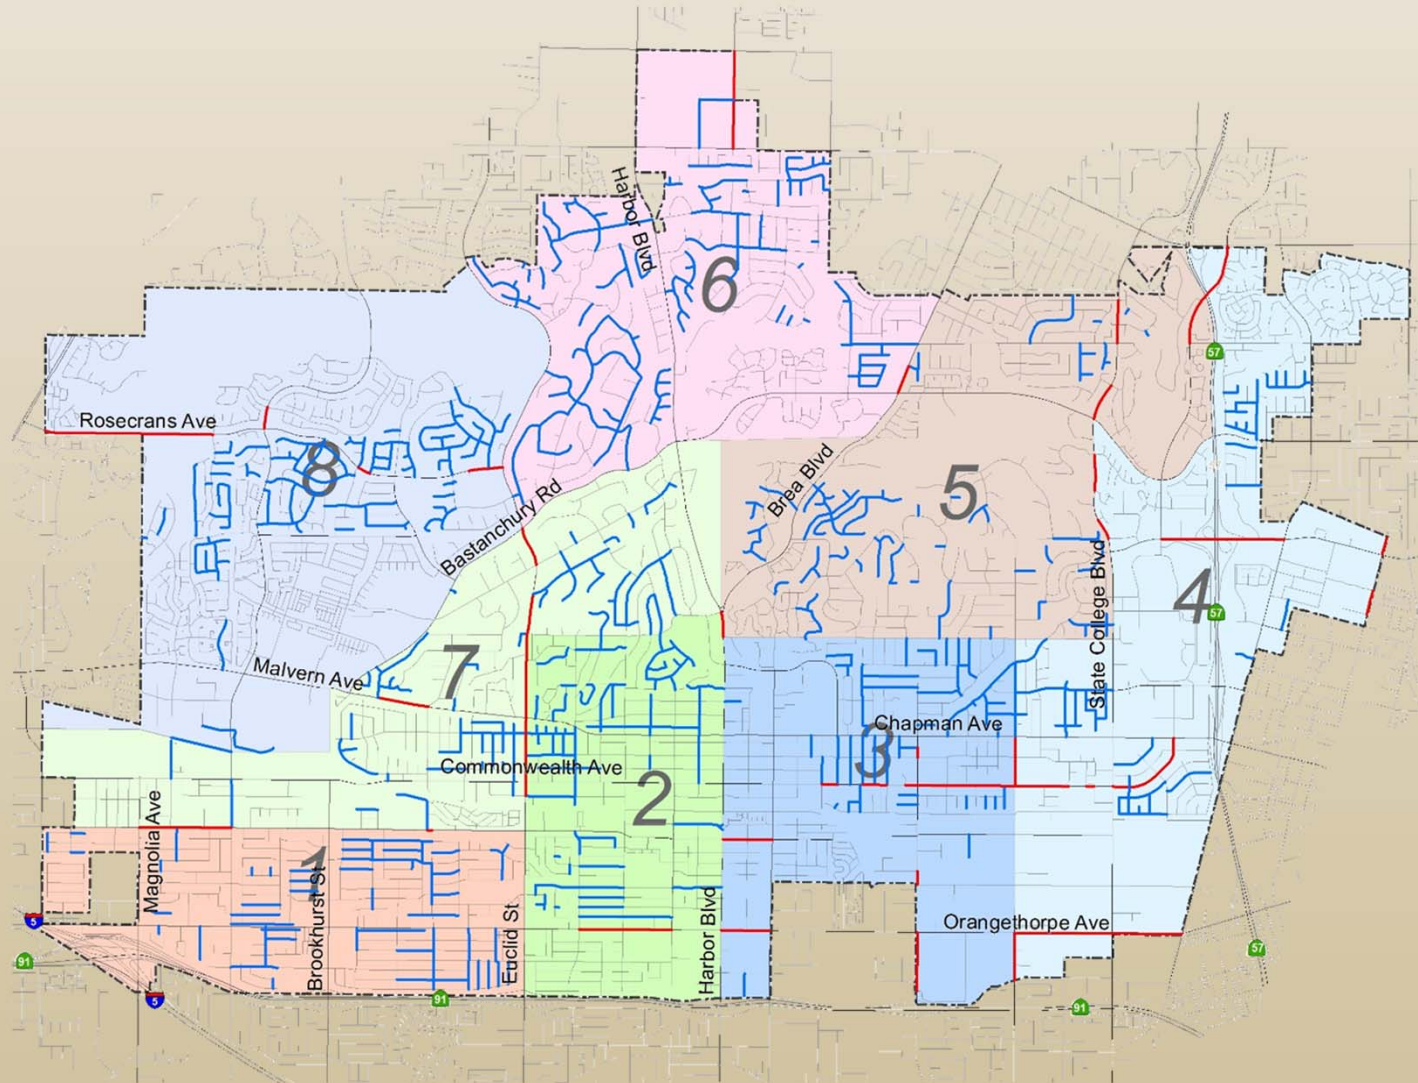 Harbor Blvd
6
57
Rosecrans Ave
8
Brea Blvd
5
Bastanchury Rd
State College Blvd
4
57
Malvern Ave
7
Chapman Ave
3
Commonwealth Ave
2
Magnolia Ave
1
Brookhurst St
Euclid St
Harbor Blvd
Orangethorpe Ave
5
91
57
5
91
91